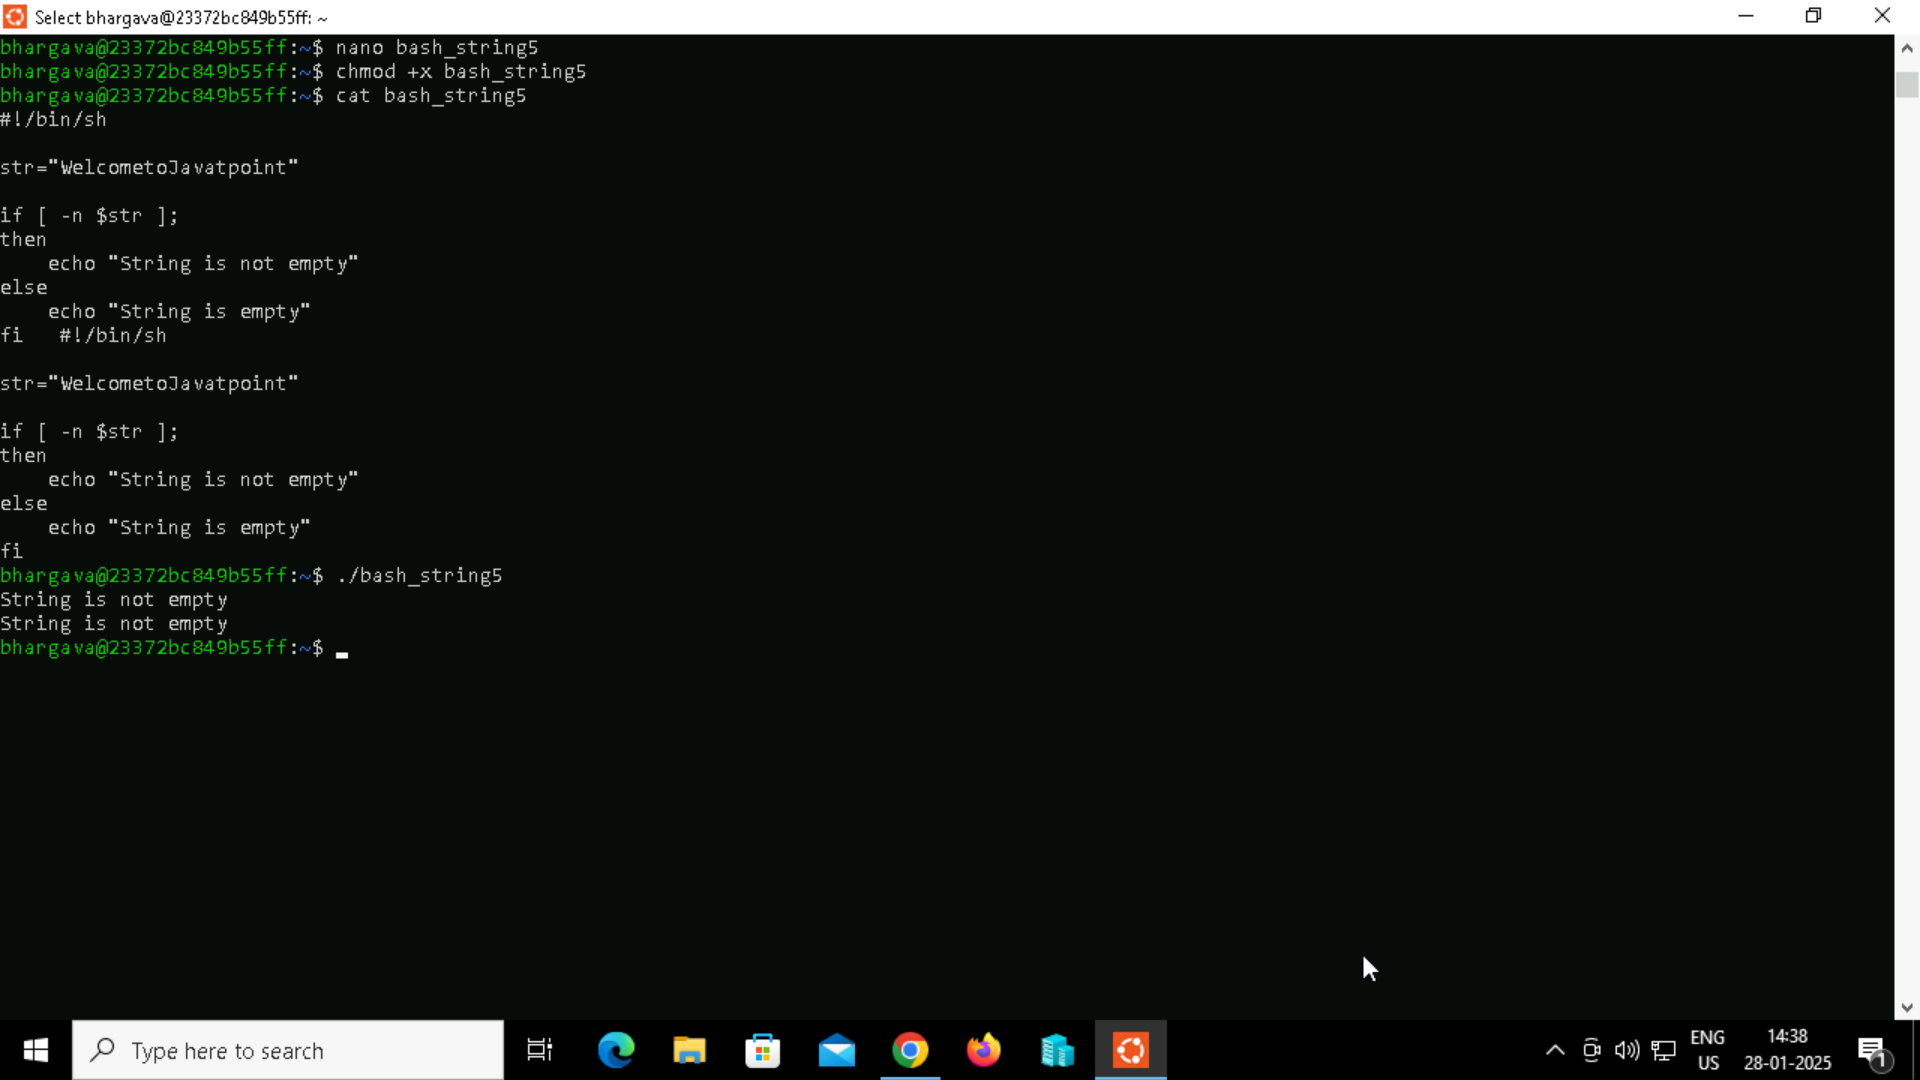 Select bhargava@23372bc849b55ff: ~
bhargava@23372bc849b55ff:~$ nano bash_string5
bhargava@23372bc849b55ff:~$ chmod +x bash_string5
bhargava@23372bc849b55ff:~$ cat bash_string5
#!/bin/sh
str="WelcometoJavatpoint"
if [ -n $str ];
then
    echo "String is not empty"
else
    echo "String is empty"
fi   #!/bin/sh
str="WelcometoJavatpoint"
if [ -n $str ];
then
    echo "String is not empty"
else
    echo "String is empty"
fi
bhargava@23372bc849b55ff:~$ ./bash_string5
String is not empty
String is not empty
bhargava@23372bc849b55ff:~$
Type here to search
ENG
US
14:38
28-01-2025
1